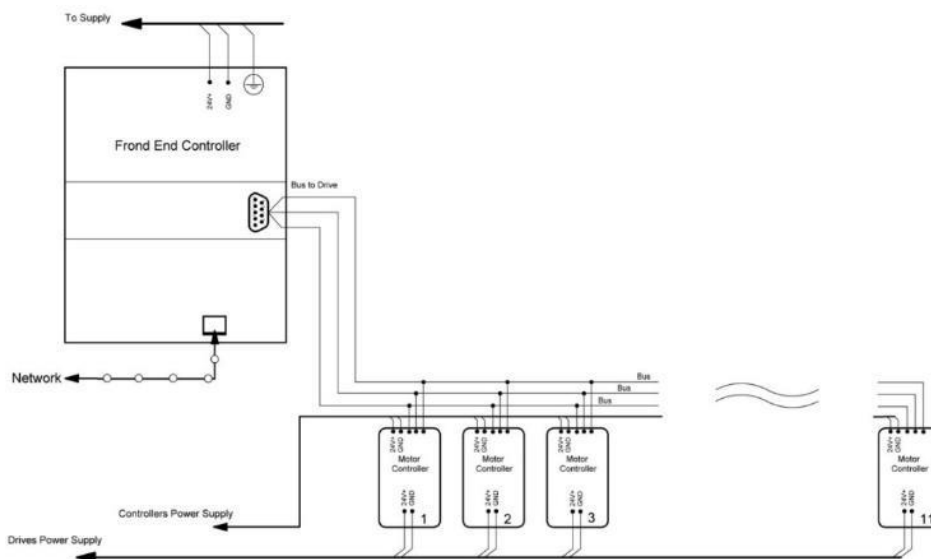 To Supply
24V+
GND
Frond End Controller
Bus to Drive
Network
Bus
Bus
Bus
24V+
GND
Motor
Controller
24V+
GND
1
24V+
GND
Motor
Controller
24V+
GND
2
24V+
GND
Motor
Controller
24V+
GND
3
24V+
GND
Motor
Controller
24V+
GND
11
Controllers Power Supply
Drives Power Supply